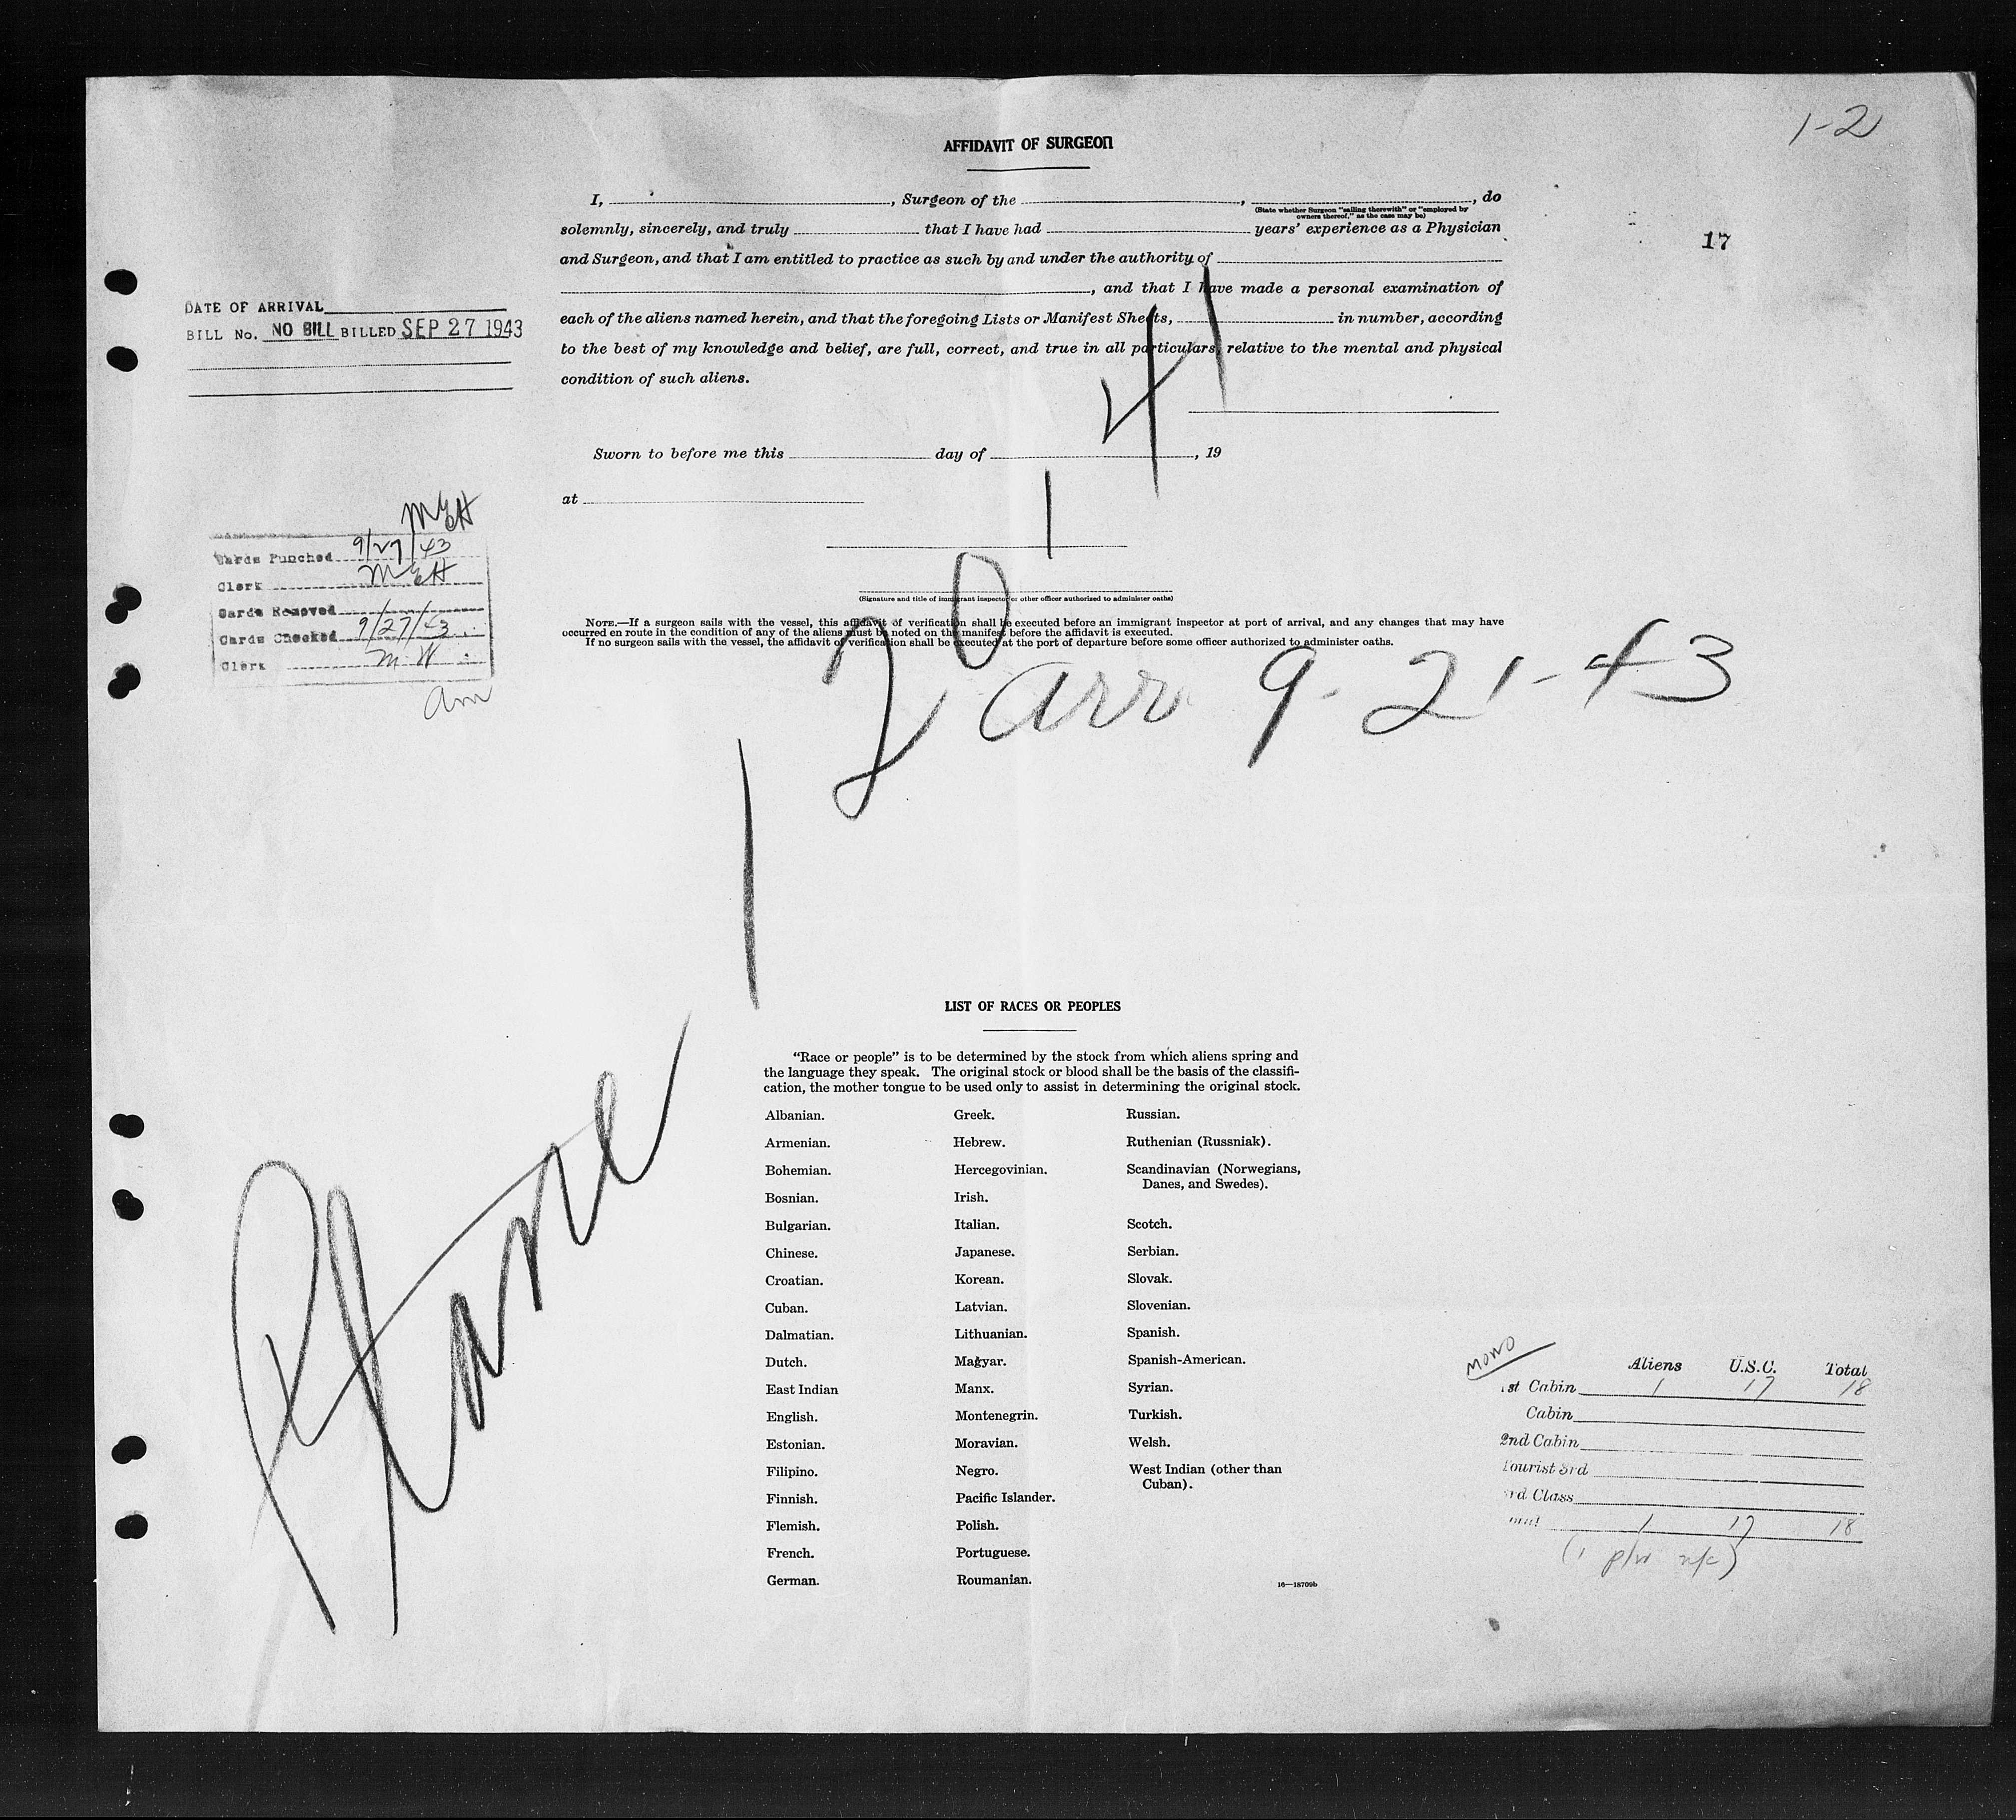 1-2
AFFIDAVIT OF SURGEON
I, , Surgeon of the , , do
(State whether Surgeon "sailing therewith" or "employed by
owners thereof," as the case may be)
solemnly, sincerely, and truly that I have had years' experience as a Physician
17
and Surgeon, and that I am entitled to practice as such by and under the authority of
, and that I have made a personal examination of
each of the aliens named herein, and that the foregoing Lists or Manifest Sheets, in number, according
to the best of my knowledge and belief, are full, correct, and true in all particulars, relative to the mental and physical
condition of such aliens.
DATE OF ARRIVAL
BILL No. NO BILL BILLED SEP 27 1943
Sworn to before me this day of , 19
at
(Signature and title of immigrant inspector or other officer authorized to administer oaths)
NOTE.—If a surgeon sails with the vessel, this affidavit of verification shall be executed before an immigrant inspector at port of arrival, and any changes that may have
occurred en route in the condition of any of the aliens must be noted on the manifest before the affidavit is executed.
If no surgeon sails with the vessel, the affidavit of verification shall be executed at the port of departure before some officer authorized to administer oaths.
MEH
Cards Punched 9/27/43
Clerk MEH
Cards Removed
Cards Checked 9/27/43
Clerk M W
am
Plane 1 20141
arr 9-21-43
LIST OF RACES OR PEOPLES
"Race or people" is to be determined by the stock from which aliens spring and
the language they speak. The original stock or blood shall be the basis of the classifi-
cation, the mother tongue to be used only to assist in determining the original stock.
Albanian.
Armenian.
Bohemian.
Bosnian.
Bulgarian.
Chinese.
Croatian.
Cuban.
Dalmatian.
Dutch.
East Indian
English.
Estonian.
Filipino.
Finnish.
Flemish.
French.
German.
Greek.
Hebrew.
Hercegovinian.
Irish.
Italian.
Japanese.
Korean.
Latvian.
Lithuanian.
Magyar.
Manx.
Montenegrin.
Moravian.
Negro.
Pacific Islander.
Polish.
Portuguese.
Roumanian.
Russian.
Ruthenian (Russniak).
Scandinavian (Norwegians,
Danes, and Swedes).
Scotch.
Serbian.
Slovak.
Slovenian.
Spanish.
Spanish-American.
Syrian.
Turkish.
Welsh.
West Indian (other than
Cuban).
16—18709b
Aliens U.S.C. Total
1st Cabin 1 17 18
Cabin
2nd Cabin
Tourist 3rd
3rd Class
1 17 18